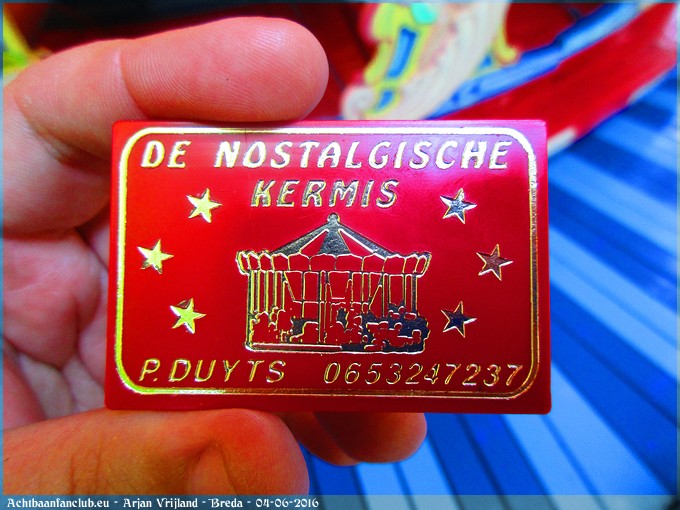 DE NOSTALGISCHE
KERMIS
P. DUYTS 0653247237
Achtbaanfanclub.eu - Arjan Vrijland - Breda - 04-06-2016